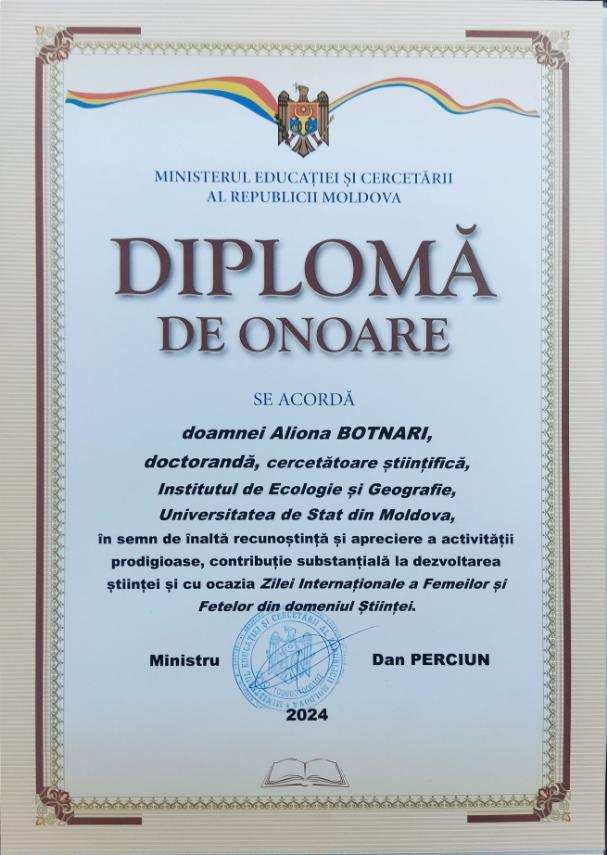 MINISTERUL EDUCAȚIEI ȘI CERCETĂRII
AL REPUBLICII MOLDOVA
DIPLOMĂ
DE ONOARE
SE ACORDĂ
doamnei Aliona BOTNARI,
doctorandă, cercetătoare științifică,
Institutul de Ecologie și Geografie,
Universitatea de Stat din Moldova,
în semn de înaltă recunoștință și apreciere a activității
prodigioase, contribuție substanțială la dezvoltarea
științei și cu ocazia Zilei Internaționale a Femeilor și
Fetelor din domeniul Științei.
Ministru
Dan PERCIUN
2024